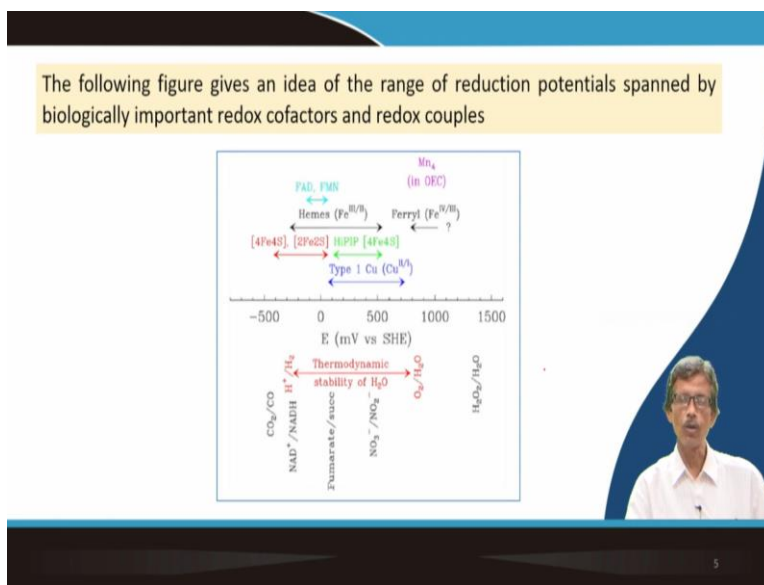 The following figure gives an idea of the range of reduction potentials spanned by
biologically important redox cofactors and redox couples
Mn₄
(in OEC)
FAD, FMN
Hemes (Fe^III/II)
Ferryl (Fe^IV/III)
?
[4Fe4S], [2Fe2S]
HiPIP [4Fe4S]
Type 1 Cu (Cu^II/I)
-500 0 500 1000 1500
E (mV vs SHE)
Thermodynamic
stability of H₂O
H⁺/H₂
O₂/H₂O
H₂O₂/H₂O
CO₂/CO
NAD⁺/NADH
Fumarate/succ
NO₃⁻/NO₂⁻
5